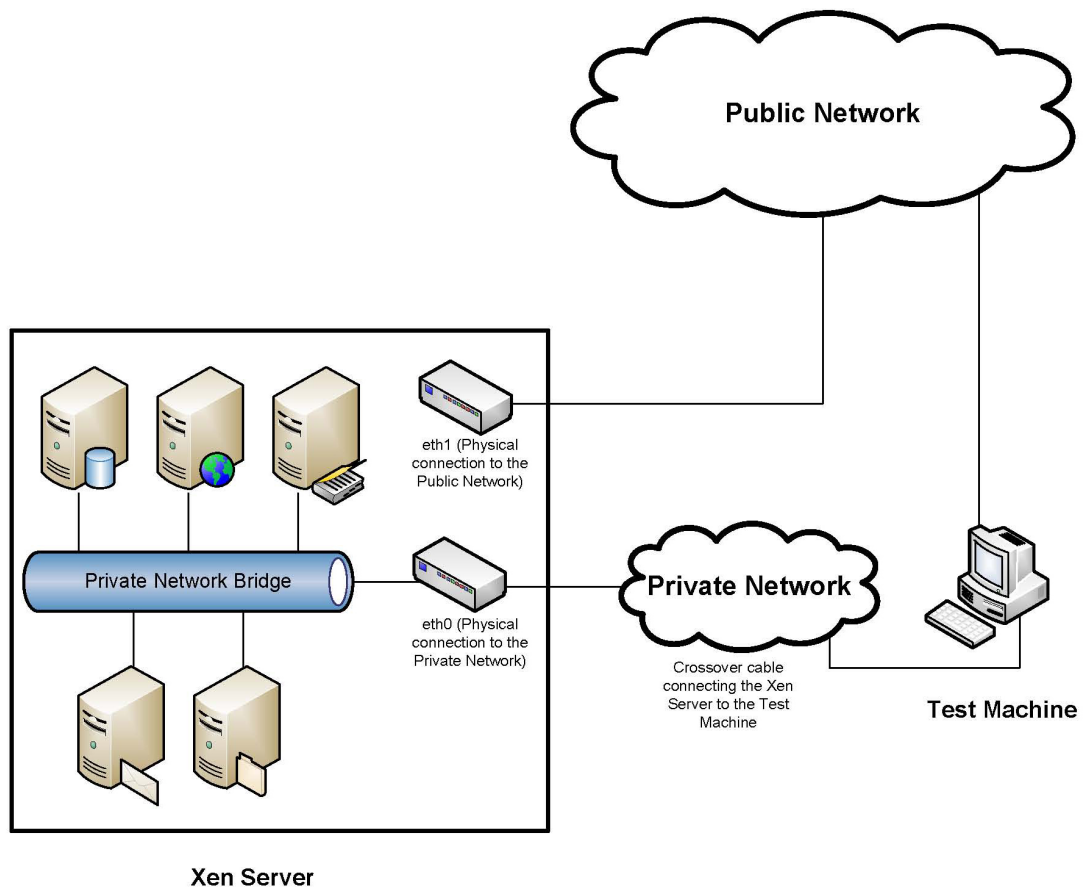 Public Network
eth1 (Physical
connection to the
Public Network)
Private Network Bridge
eth0 (Physical
connection to the
Private Network)
Private Network
Crossover cable
connecting the Xen
Server to the Test
Machine
Test Machine
Xen Server